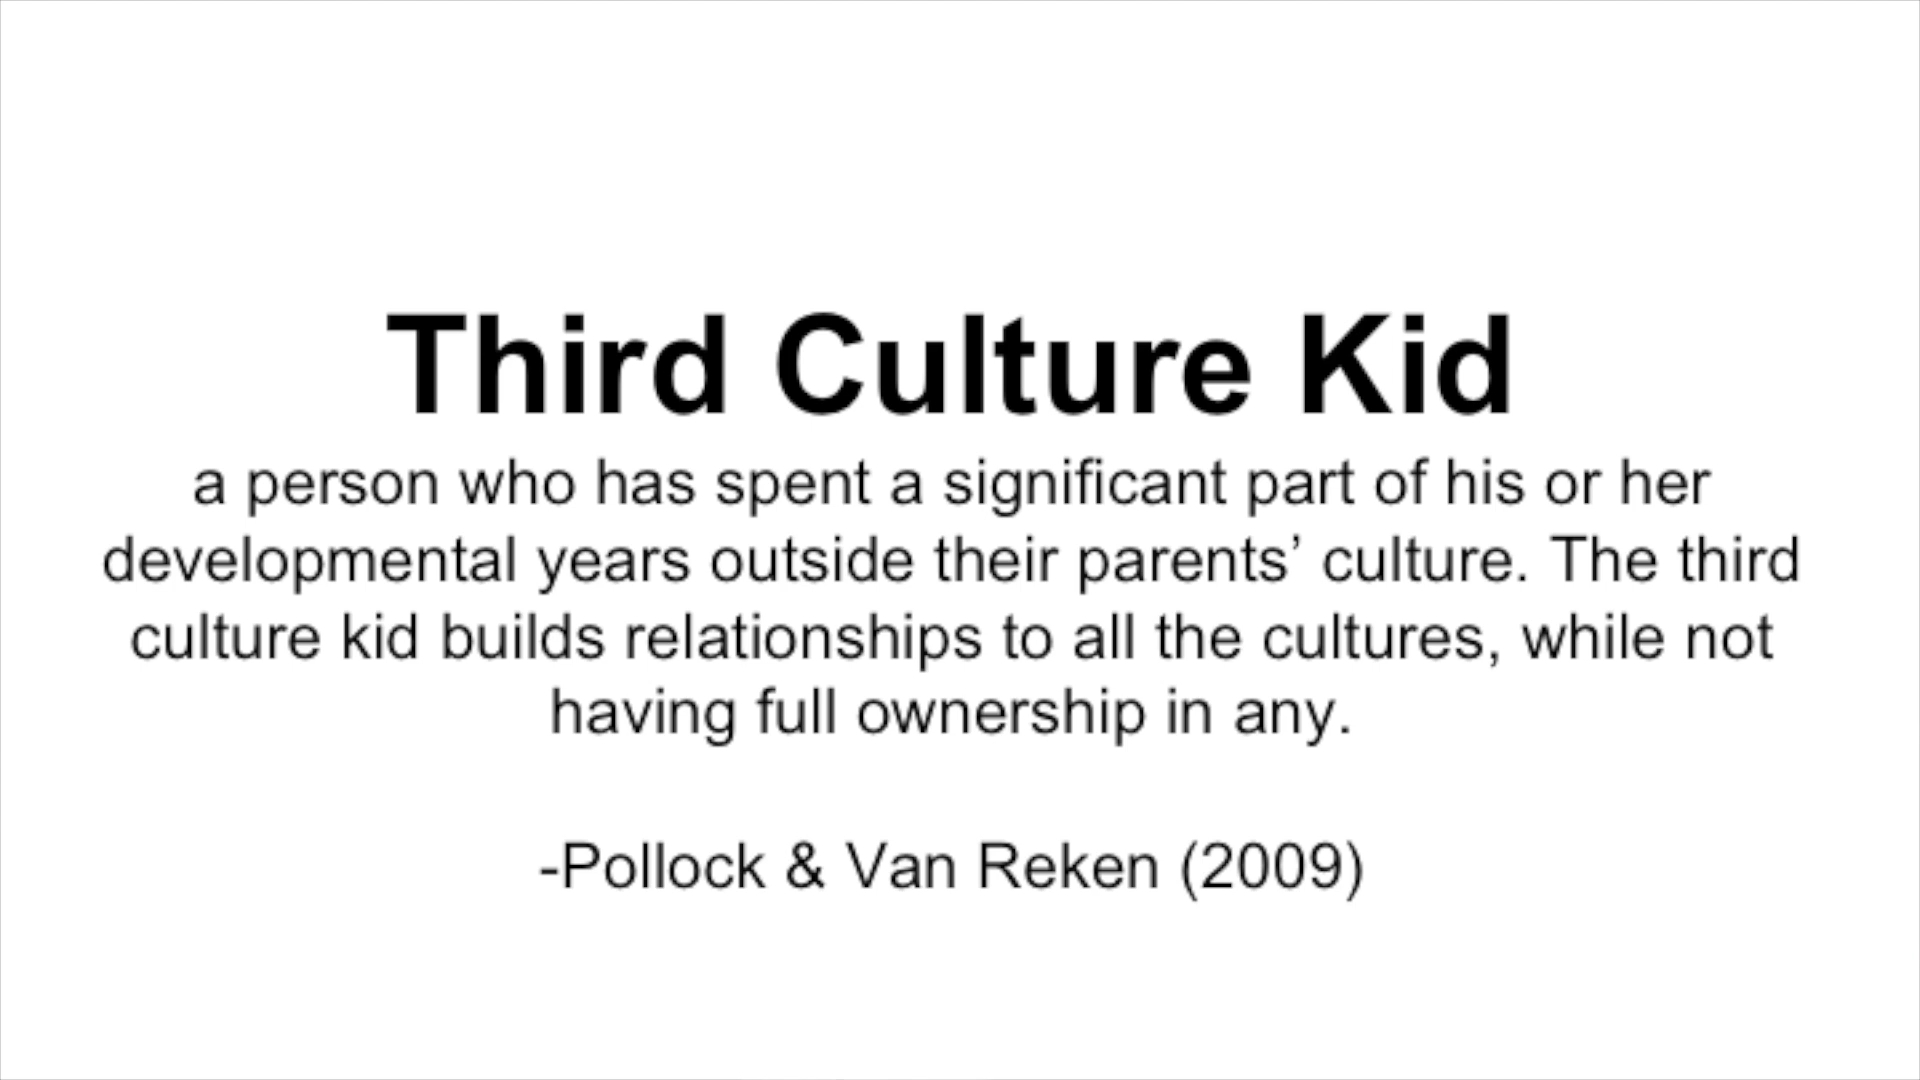 Third Culture Kid
a person who has spent a significant part of his or her
developmental years outside their parents’ culture. The third
culture kid builds relationships to all the cultures, while not
having full ownership in any.
-Pollock & Van Reken (2009)